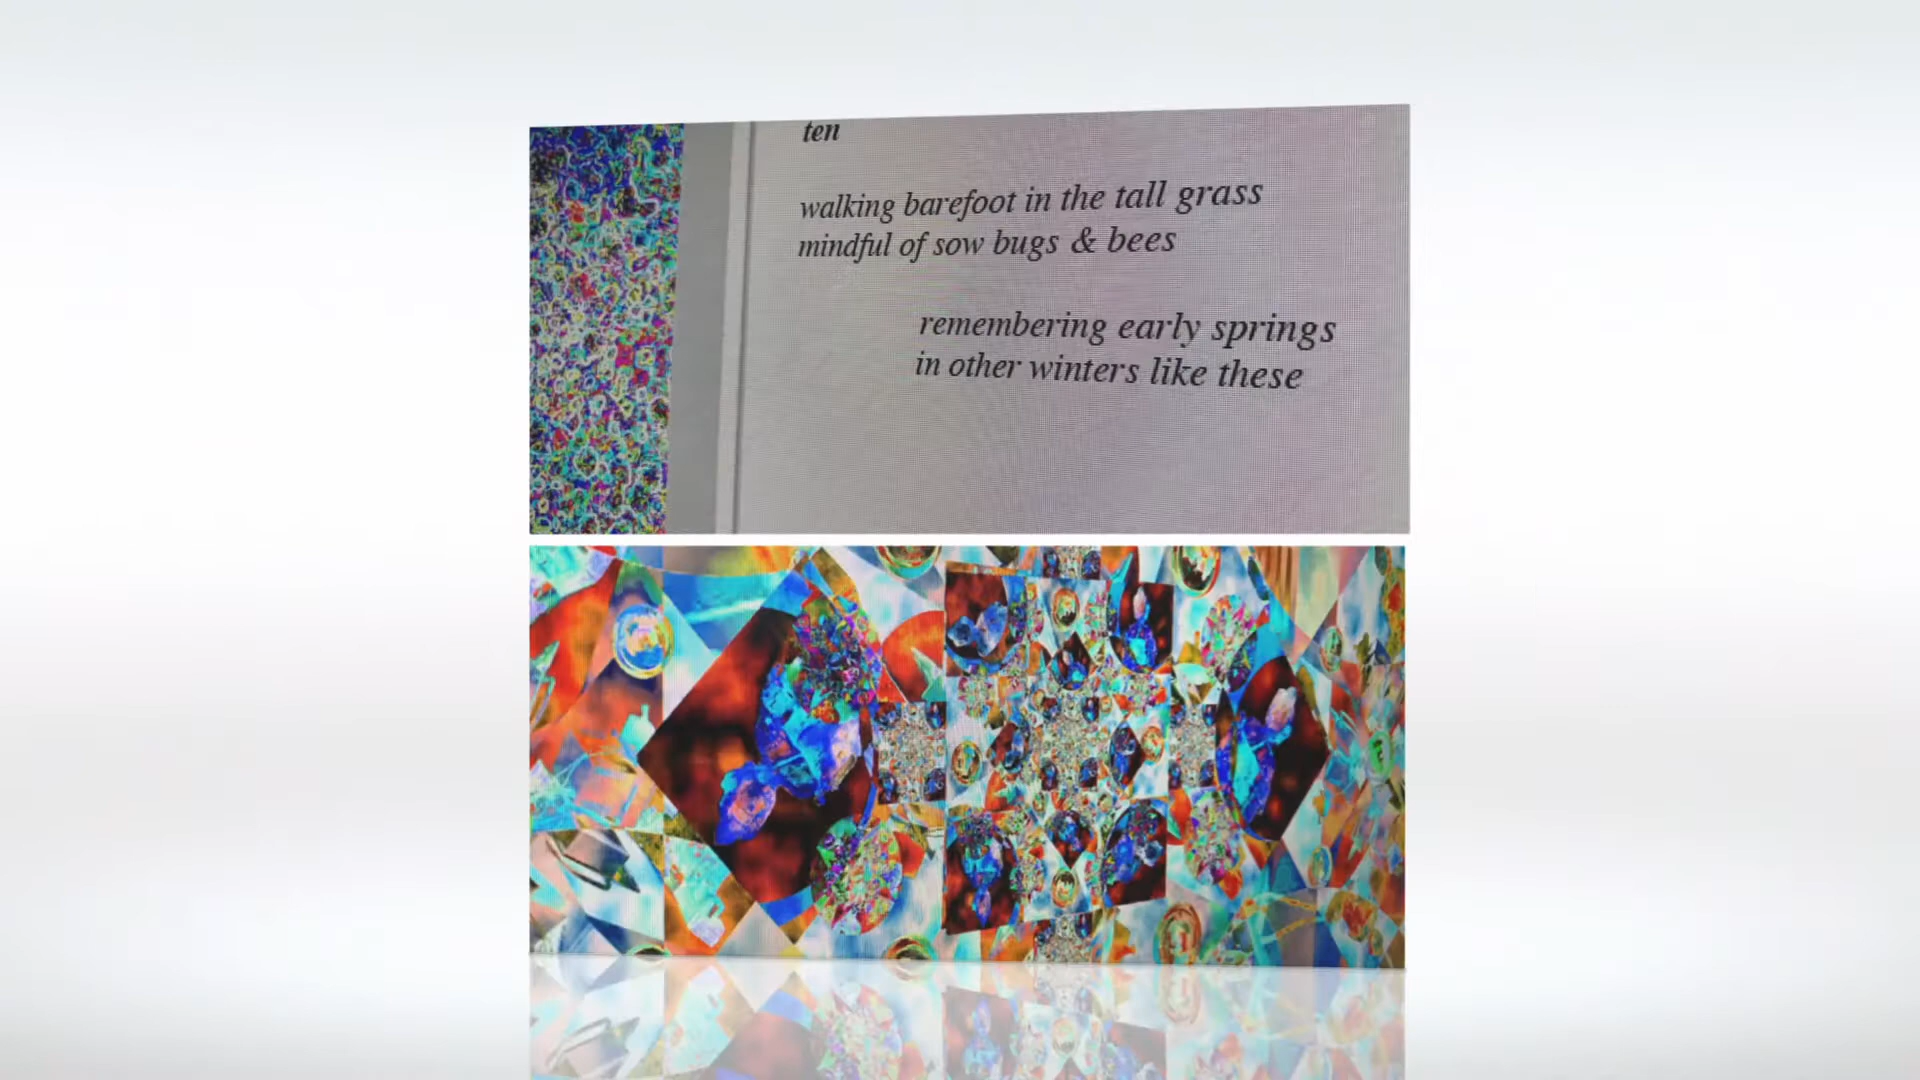 ten
walking barefoot in the tall grass
mindful of sow bugs & bees
remembering early springs
in other winters like these